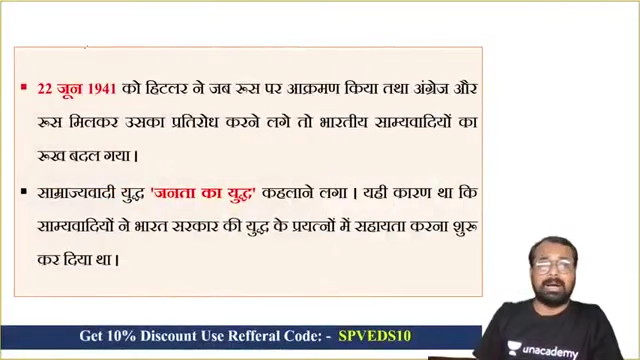 22 जून 1941 को हिटलर ने जब रूस पर आक्रमण किया तथा अंग्रेज और
रूस मिलकर उसका प्रतिरोध करने लगे तो भारतीय साम्यवादियों का
रूख बदल गया ।
साम्राज्यवादी युद्ध 'जनता का युद्ध' कहलाने लगा । यही कारण था कि
साम्यवादियों ने भारत सरकार की युद्ध के प्रयत्नों में सहायता करना शुरू
कर दिया था ।
Get 10% Discount Use Refferal Code: - SPVEDS10
unacademy